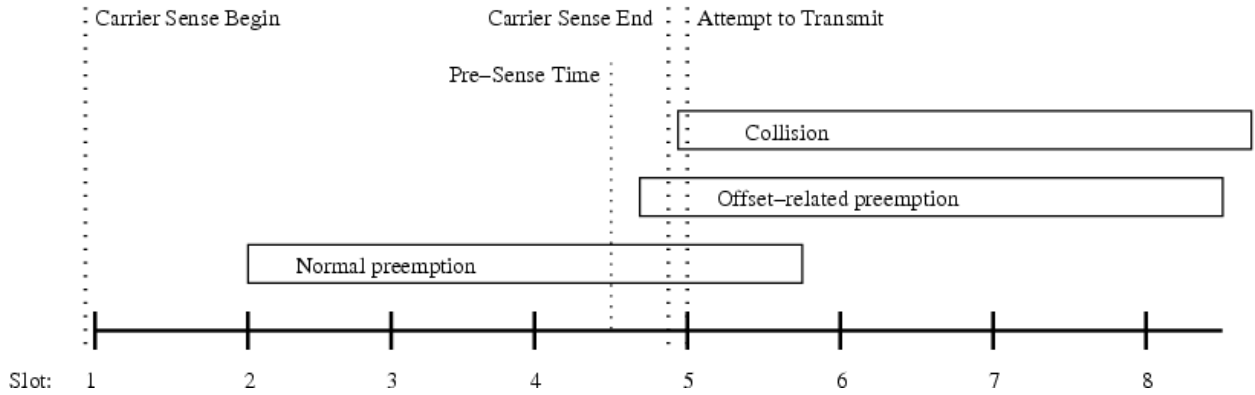 Carrier Sense Begin
Carrier Sense End
Attempt to Transmit
Pre–Sense Time
Collision
Offset–related preemption
Normal preemption
Slot: 1 2 3 4 5 6 7 8